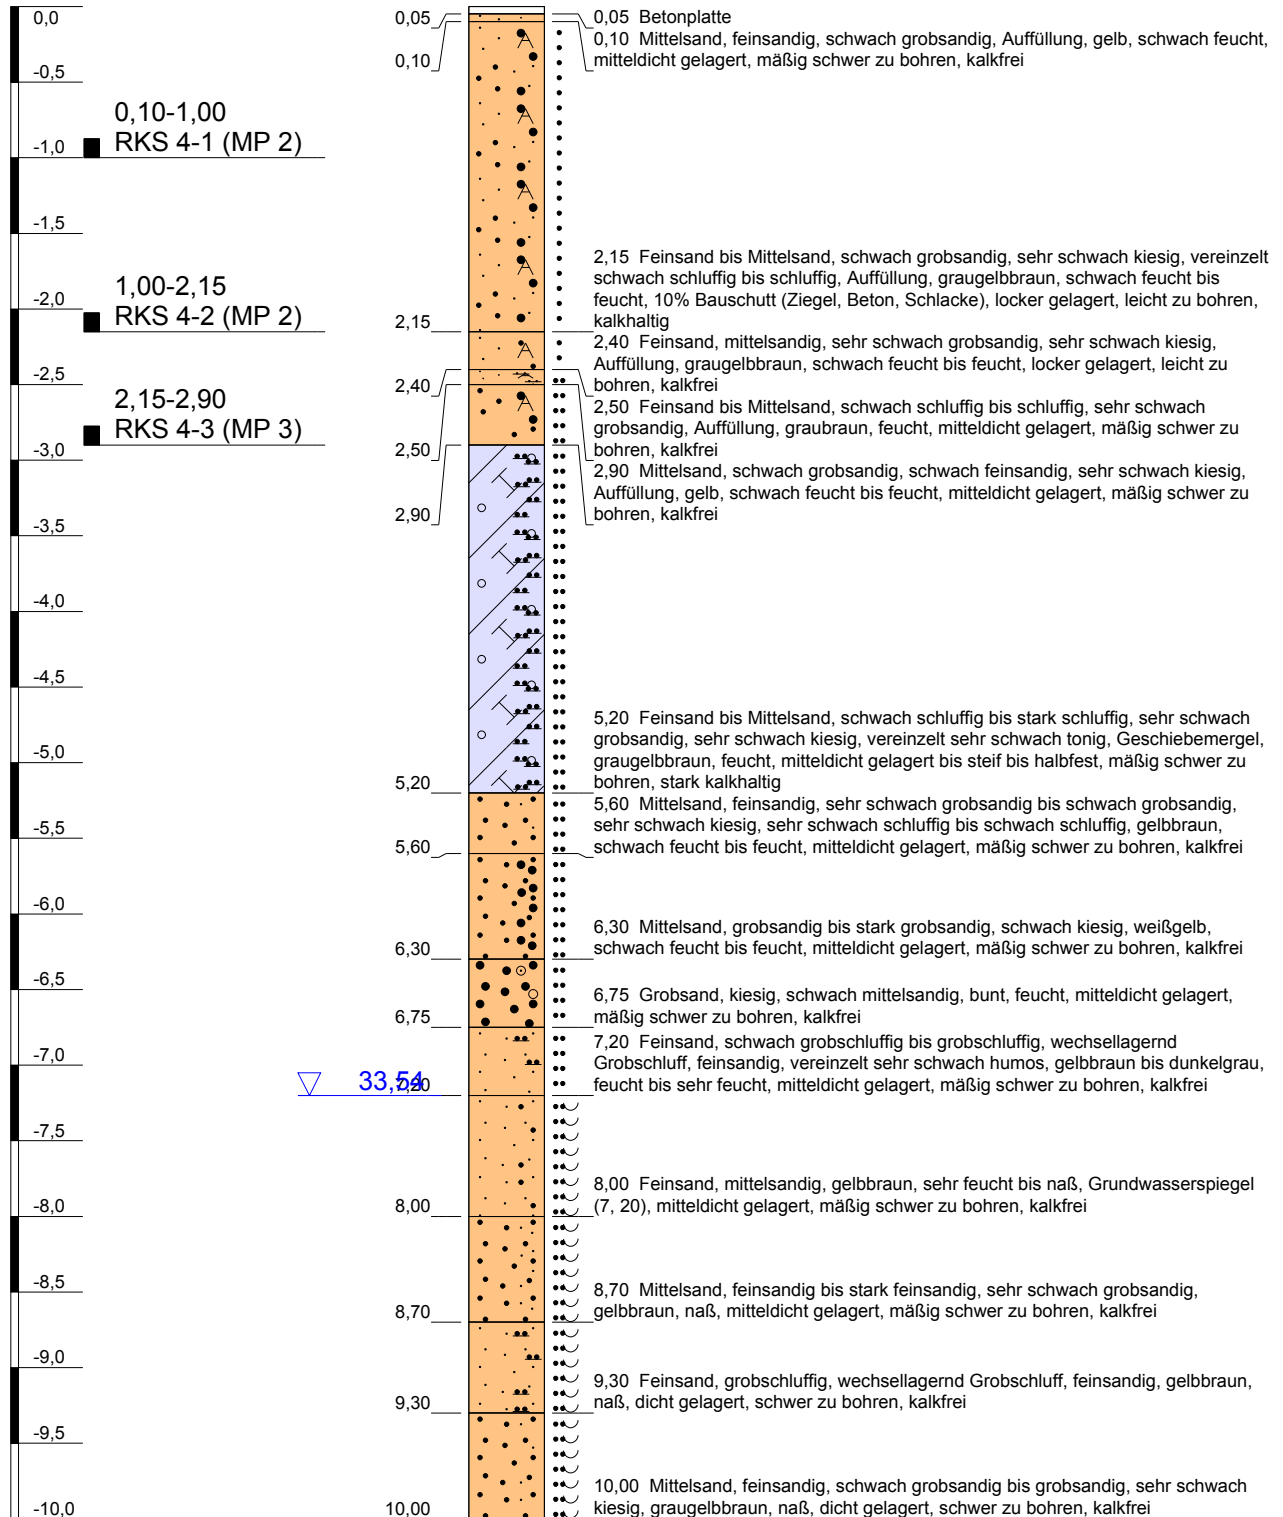 0,0
-0,5
-1,0
-1,5
-2,0
-2,5
-3,0
-3,5
-4,0
-4,5
-5,0
-5,5
-6,0
-6,5
-7,0
-7,5
-8,0
-8,5
-9,0
-9,5
-10,0
0,10-1,00
RKS 4-1 (MP 2)
1,00-2,15
RKS 4-2 (MP 2)
2,15-2,90
RKS 4-3 (MP 3)
33,54
0,05
0,10
2,15
2,40
2,50
2,90
5,20
5,60
6,30
6,75
7,20
8,00
8,70
9,30
10,00
A
A
A
A
A
A
0,05 Betonplatte
0,10 Mittelsand, feinsandig, schwach grobsandig, Auffüllung, gelb, schwach feucht,
mitteldicht gelagert, mäßig schwer zu bohren, kalkfrei
2,15 Feinsand bis Mittelsand, schwach grobsandig, sehr schwach kiesig, vereinzelt
schwach schluffig bis schluffig, Auffüllung, graugelbbraun, schwach feucht bis
feucht, 10% Bauschutt (Ziegel, Beton, Schlacke), locker gelagert, leicht zu bohren,
kalkhaltig
2,40 Feinsand, mittelsandig, sehr schwach grobsandig, sehr schwach kiesig,
Auffüllung, graugelbbraun, schwach feucht bis feucht, locker gelagert, leicht zu
bohren, kalkfrei
2,50 Feinsand bis Mittelsand, schwach schluffig bis schluffig, sehr schwach
grobsandig, Auffüllung, graubraun, feucht, mitteldicht gelagert, mäßig schwer zu
bohren, kalkfrei
2,90 Mittelsand, schwach grobsandig, schwach feinsandig, sehr schwach kiesig,
Auffüllung, gelb, schwach feucht bis feucht, mitteldicht gelagert, mäßig schwer zu
bohren, kalkfrei
5,20 Feinsand bis Mittelsand, schwach schluffig bis stark schluffig, sehr schwach
grobsandig, sehr schwach kiesig, vereinzelt sehr schwach tonig, Geschiebemergel,
graugelbbraun, feucht, mitteldicht gelagert bis steif bis halbfest, mäßig schwer zu
bohren, stark kalkhaltig
5,60 Mittelsand, feinsandig, sehr schwach grobsandig bis schwach grobsandig,
sehr schwach kiesig, sehr schwach schluffig bis schwach schluffig, gelbbraun,
schwach feucht bis feucht, mitteldicht gelagert, mäßig schwer zu bohren, kalkfrei
6,30 Mittelsand, grobsandig bis stark grobsandig, schwach kiesig, weißgelb,
schwach feucht bis feucht, mitteldicht gelagert, mäßig schwer zu bohren, kalkfrei
6,75 Grobsand, kiesig, schwach mittelsandig, bunt, feucht, mitteldicht gelagert,
mäßig schwer zu bohren, kalkfrei
7,20 Feinsand, schwach grobschluffig bis grobschluffig, wechsellagernd
Grobschluff, feinsandig, vereinzelt sehr schwach humos, gelbbraun bis dunkelgrau,
feucht bis sehr feucht, mitteldicht gelagert, mäßig schwer zu bohren, kalkfrei
8,00 Feinsand, mittelsandig, gelbbraun, sehr feucht bis naß, Grundwasserspiegel
(7, 20), mitteldicht gelagert, mäßig schwer zu bohren, kalkfrei
8,70 Mittelsand, feinsandig bis stark feinsandig, sehr schwach grobsandig,
gelbbraun, naß, mitteldicht gelagert, mäßig schwer zu bohren, kalkfrei
9,30 Feinsand, grobschluffig, wechsellagernd Grobschluff, feinsandig, gelbbraun,
naß, dicht gelagert, schwer zu bohren, kalkfrei
10,00 Mittelsand, feinsandig, schwach grobsandig bis grobsandig, sehr schwach
kiesig, graugelbbraun, naß, dicht gelagert, schwer zu bohren, kalkfrei